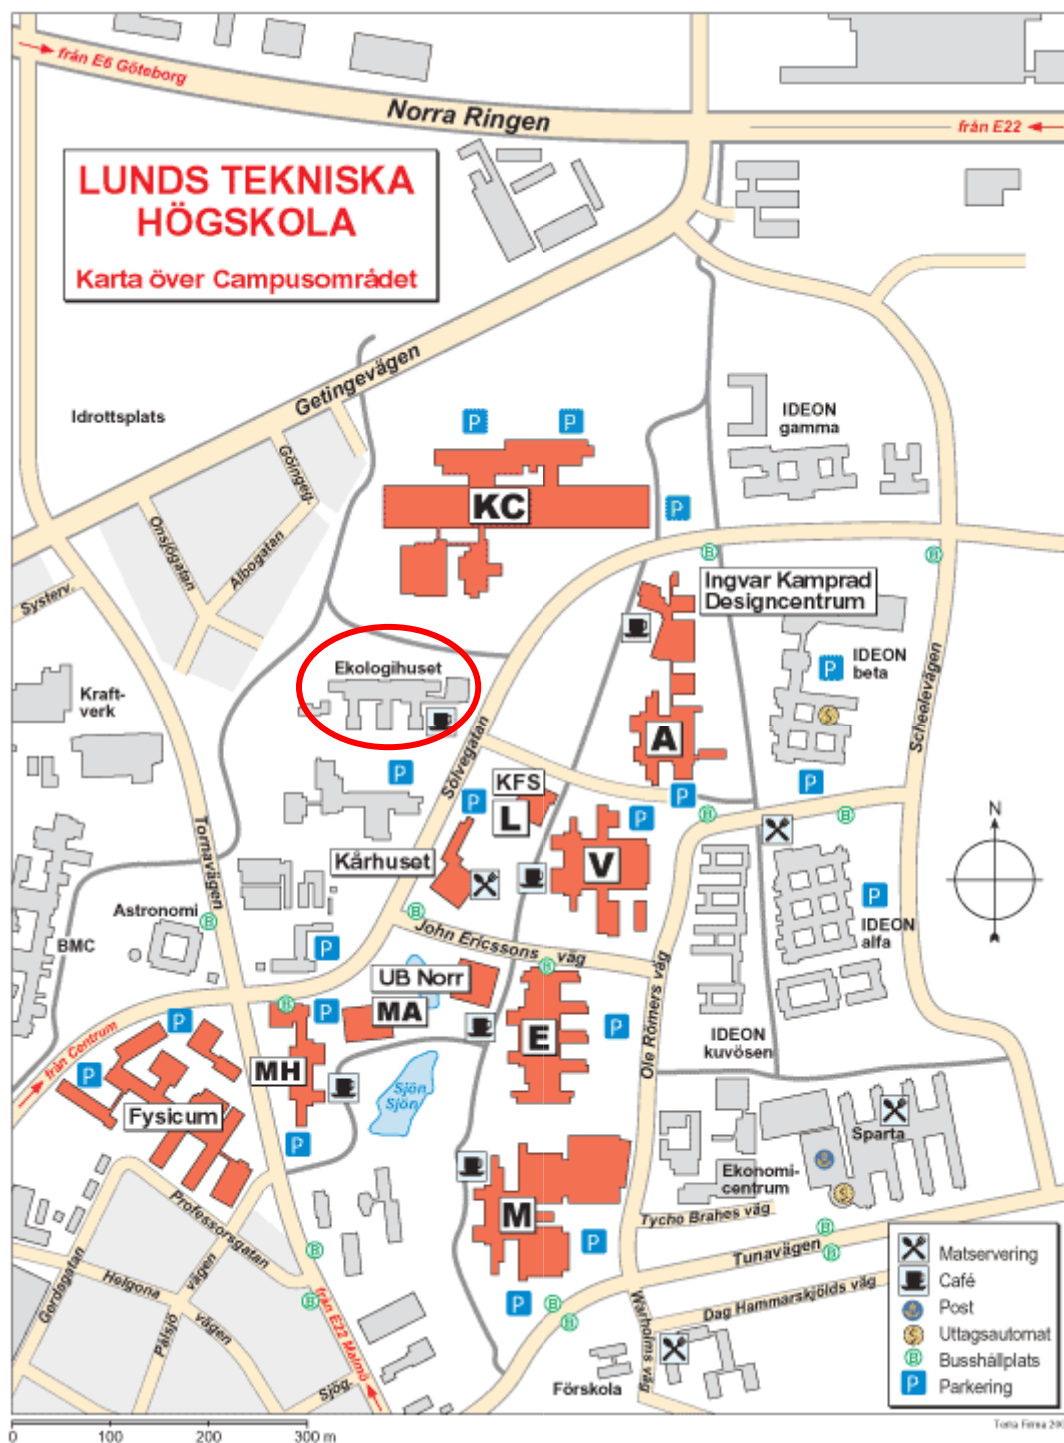 från E6 Göteborg
Norra Ringen
från E22
LUNDS TEKNISKA
HÖGSKOLA
Karta över Campusområdet
Getingevägen
Idrottsplats
IDEON
gamma
P
P
Göingeg.
KC
P
Onsjögatan
Albogatan
B
B
Systerv.
Ingvar Kamprad
Designcentrum
Ekologihuset
IDEON
beta
P
Kraft-
verk
Scheelevägen
A
Sölvegatan
P
KFS
P
P
P
P
L
B
B
N
Tornavägen
Kårhuset
V
P
Astronomi
B
B
IDEON
alfa
BMC
John Ericssons väg
P
UB Norr
B
Ole Römers väg
MA
P
P
B
E
P
IDEON
kuvösen
från Centrum
MH
P
Sjön
Sjön
Fysicum
P
Sparta
Ekonomi-
centrum
M
Professorsgatan
Tycho Brahes väg
P
B
B
B
Tunavägen
Gerdagatan
Helgona
vägen
Pålsjö
vägen
B
från E22 Malmö
P
B
B
Warholms väg
Dag Hammarskjölds väg
Sjög.
Förskola
Matservering
Café
Post
Uttagsautomat
B Busshållplats
P Parkering
0 100 200 300 m